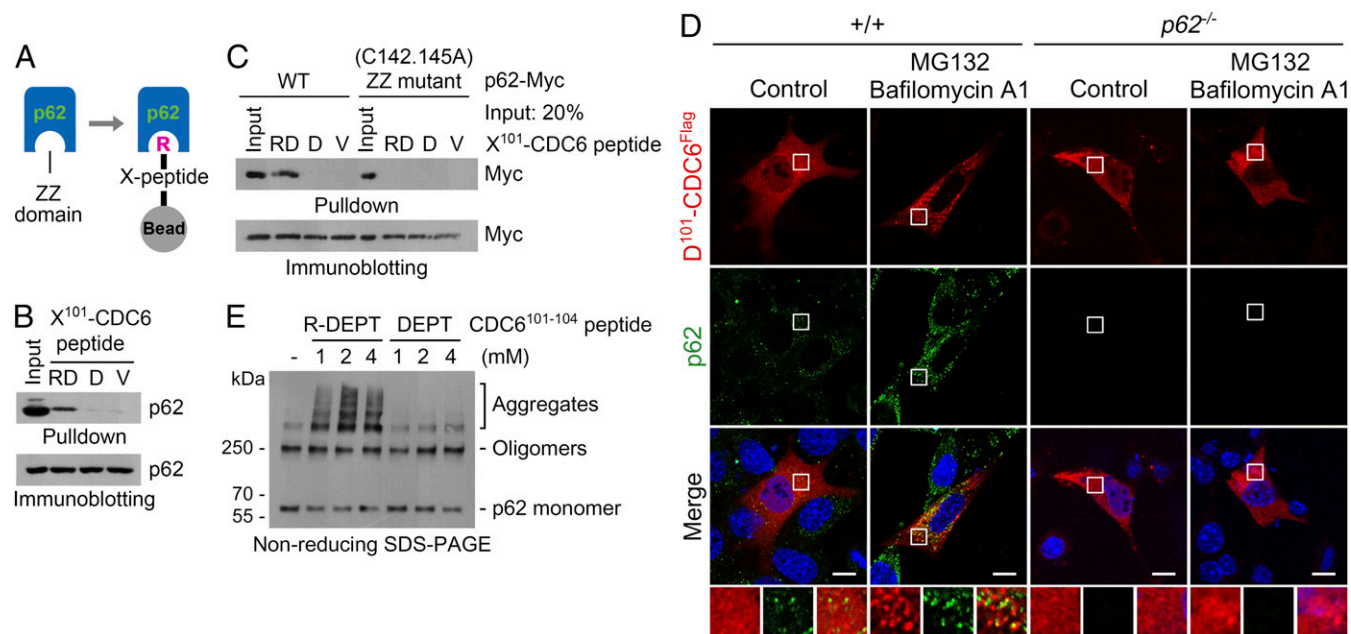 A
p62
p62
R
X-peptide
ZZ
domain
Bead
B
X¹⁰¹-CDC6
peptide
Input
RD D V
p62
Pulldown
p62
Immunoblotting
C
(C142.145A)
WT ZZ mutant p62-Myc
Input: 20%
Input RD D V Input RD D V X¹⁰¹-CDC6 peptide
Myc
Pulldown
Myc
Immunoblotting
E
R-DEPT DEPT CDC6¹⁰¹⁻¹⁰⁴ peptide
- 1 2 4 1 2 4 (mM)
kDa
Aggregates
250 - - Oligomers
70 -
55 - - p62 monomer
Non-reducing SDS-PAGE
D
+/+ p62⁻/⁻
Control MG132 Bafilomycin A1 Control MG132 Bafilomycin A1
D¹⁰¹-CDC6ᶠˡᵃᵍ
p62
Merge